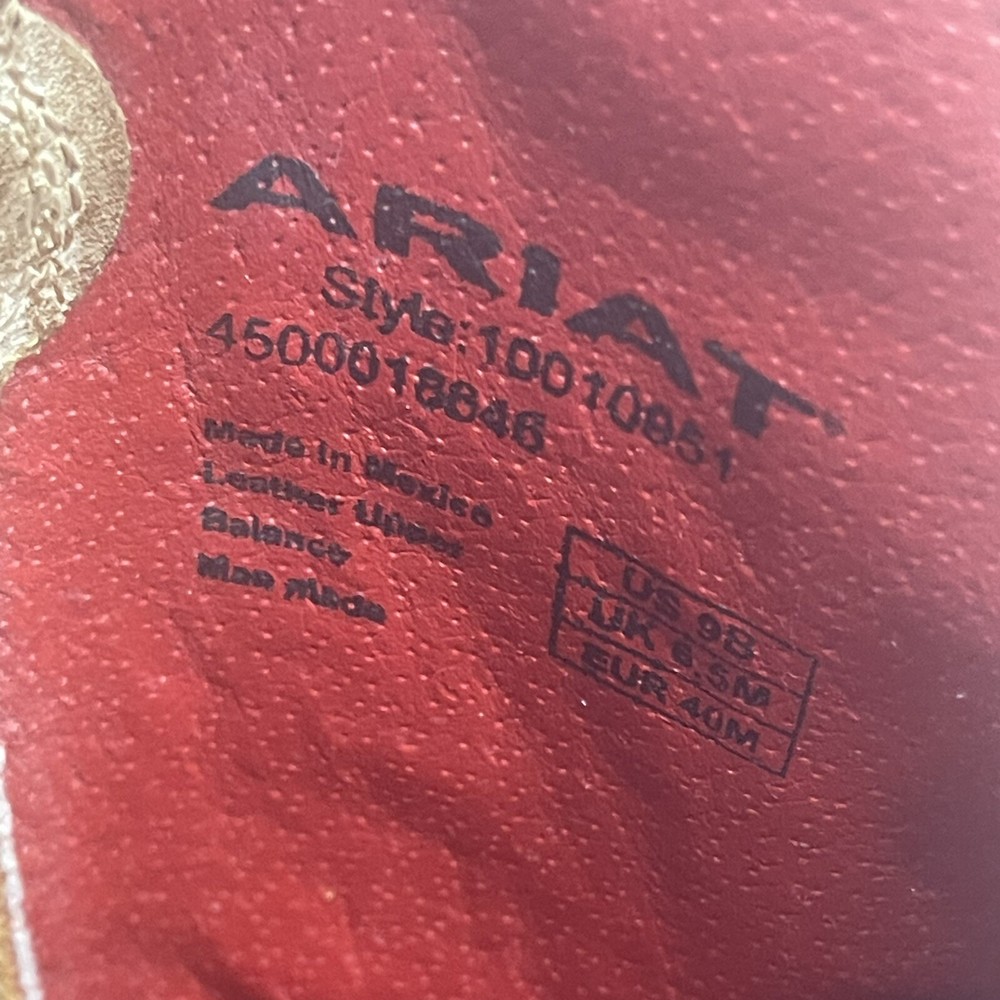 ARIAT
Style:10010851
4500018846
Made in Mexico
Leather Upper
Balance
Man Made
US 9B
UK 6.5M
EUR 40M